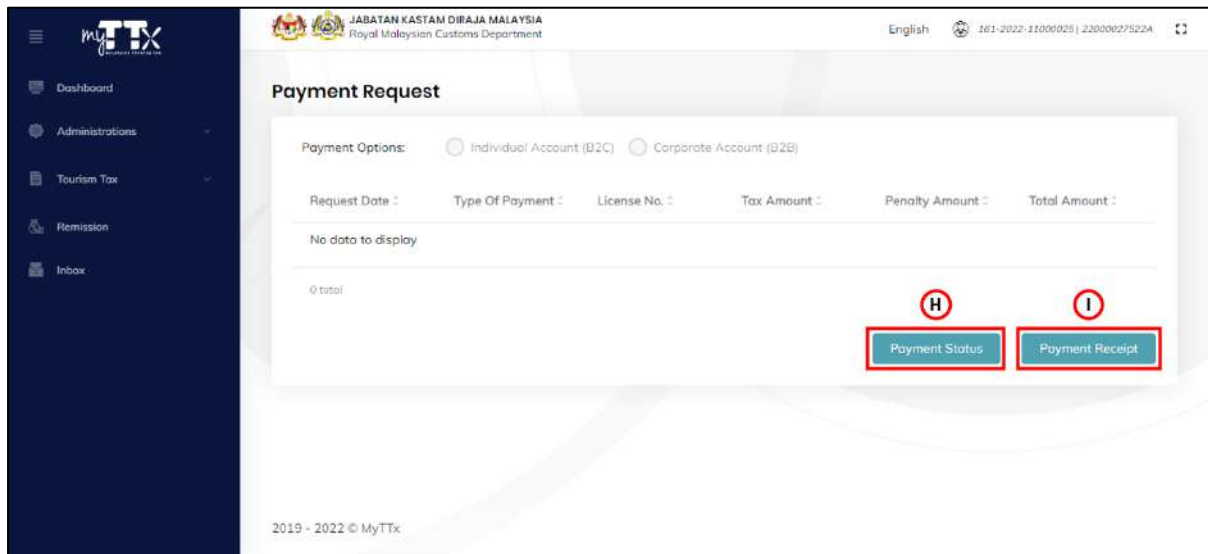 myTTx
JABATAN KASTAM DIRAJA MALAYSIA
Royal Malaysian Customs Department
English 161-2022-11000025 | 22000027522A
Dashboard
Administrations
Tourism Tax
Remission
Inbox
Payment Request
Payment Options: Individual Account (B2C) Corporate Account (B2B)
Request Date Type Of Payment License No. Tax Amount Penalty Amount Total Amount
No data to display
0 total
H I
Payment Status Payment Receipt
2019 - 2022 © MyTTx